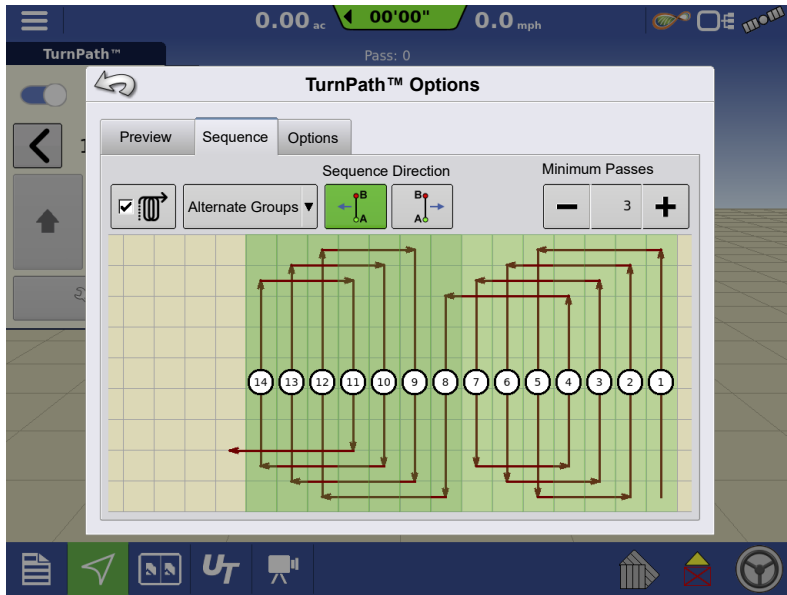 0.00 ac 00'00" 0.0 mph
TurnPath™
Pass: 0
TurnPath™ Options
Preview Sequence Options
Sequence Direction Minimum Passes
Alternate Groups B A B A 3
14 13 12 11 10 9 8 7 6 5 4 3 2 1
UT